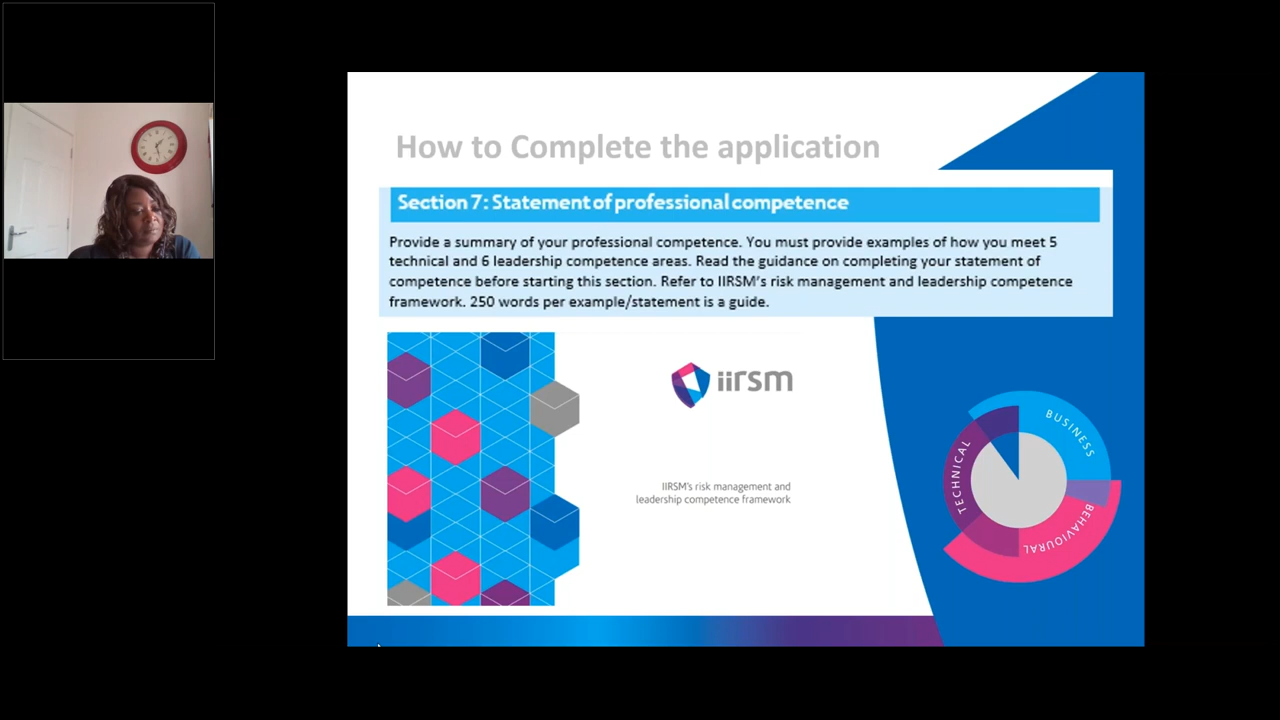 How to Complete the application
Section 7: Statement of professional competence
Provide a summary of your professional competence. You must provide examples of how you meet 5
technical and 6 leadership competence areas. Read the guidance on completing your statement of
competence before starting this section. Refer to IIRSM's risk management and leadership competence
framework. 250 words per example/statement is a guide.
iirsm
IIRSM's risk management and
leadership competence framework
BUSINESS
TECHNICAL
BEHAVIOURAL